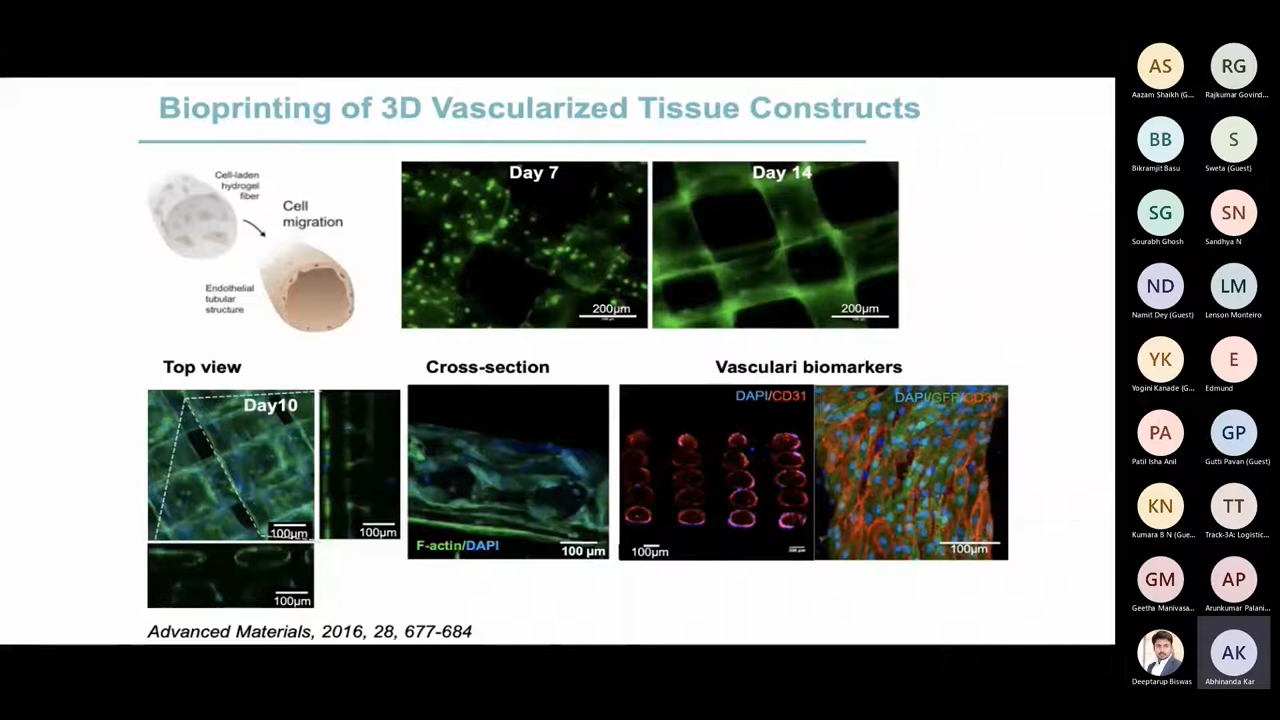 Bioprinting of 3D Vascularized Tissue Constructs
Cell-laden
hydrogel
fiber
Cell
migration
Endothelial
tubular
structure
Day 7
200µm
Day 14
200µm
Top view
Cross-section
Vasculari biomarkers
Day10
100µm
100µm
100µm
F-actin/DAPI
100 µm
DAPI/CD31
100µm
DAPI/GFP/CD31
100µm
Advanced Materials, 2016, 28, 677-684
AS
RG
Aazam Shaikh (G...
Rajkumar Govind...
BB
S
Bikramjit Basu
Sweta (Guest)
SG
SN
Sourabh Ghosh
Sandhya N
ND
LM
Namit Dey (Guest)
Lenson Monteiro
YK
E
Yogini Kanade (G...
Edmund
PA
GP
Patil Isha Anil
Gutti Pavan (Guest)
KN
TT
Kumara B N (Gue...
Track-3A: Logistic...
GM
AP
Geetha Manivasa...
Arunkumar Palani...
AK
Deeptarup Biswas
Abhinanda Kar